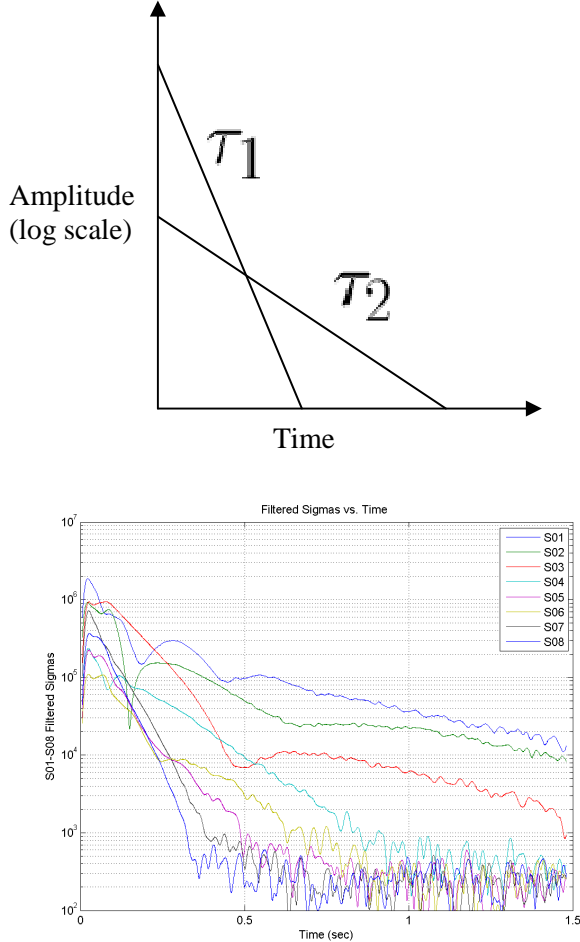 τ1
Amplitude
(log scale)
τ2
Time
Filtered Sigmas vs. Time
10^7
10^6
10^5
10^4
10^3
10^2
S01-S08 Filtered Sigmas
S01
S02
S03
S04
S05
S06
S07
S08
0
0.5
1
1.5
Time (sec)